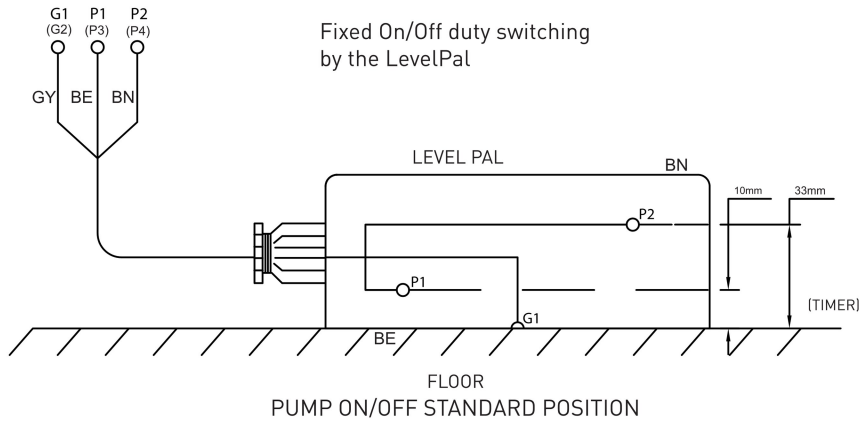 G1 P1 P2
(G2) (P3) (P4)
Fixed On/Off duty switching
by the LevelPal
GY BE BN
LEVEL PAL
BN
10mm 33mm
P2
P1
(TIMER)
G1
BE
FLOOR
PUMP ON/OFF STANDARD POSITION